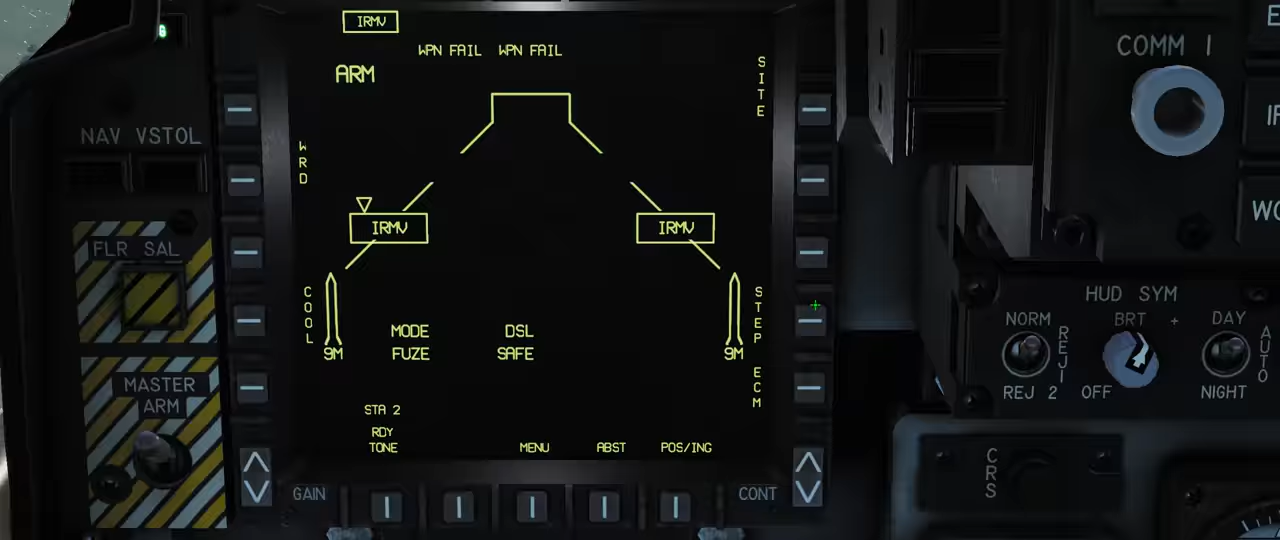 IRMV
WPN FAIL WPN FAIL
ARM
SITE
COMM 1
NAV VSTOL
WRD
FLR SAL
IRMV
IRMV
COOL
STEP
HUD SYM
NORM
BRT +
DAY
REJ1
AUTO
MODE DSL
FUZE SAFE
9M
9M
MASTER
ARM
ECM
REJ 2
OFF
NIGHT
STA 2
RDY
TONE
MENU
ABST
POS/ING
CRS
GAIN
CONT